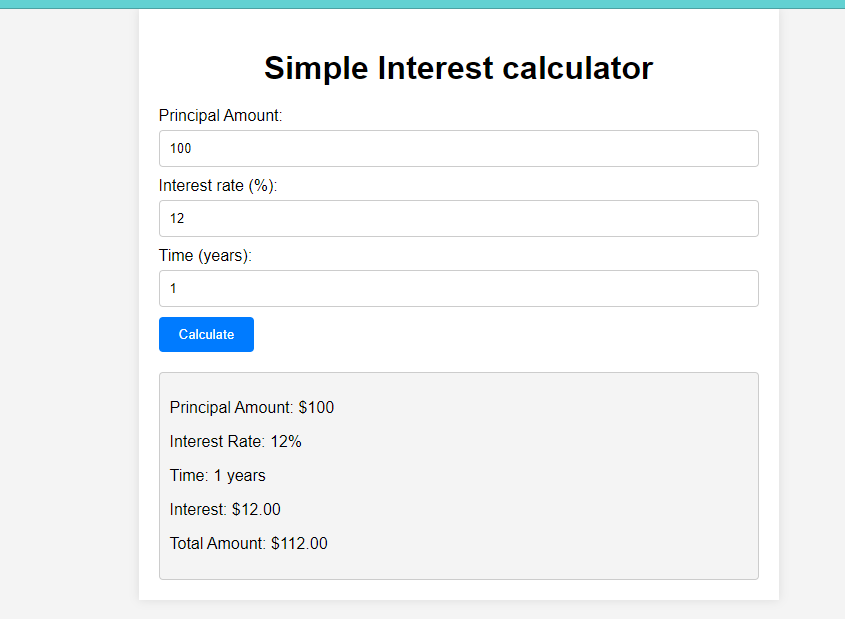 Simple Interest calculator
Principal Amount:
100
Interest rate (%):
12
Time (years):
1
Calculate
Principal Amount: $100
Interest Rate: 12%
Time: 1 years
Interest: $12.00
Total Amount: $112.00